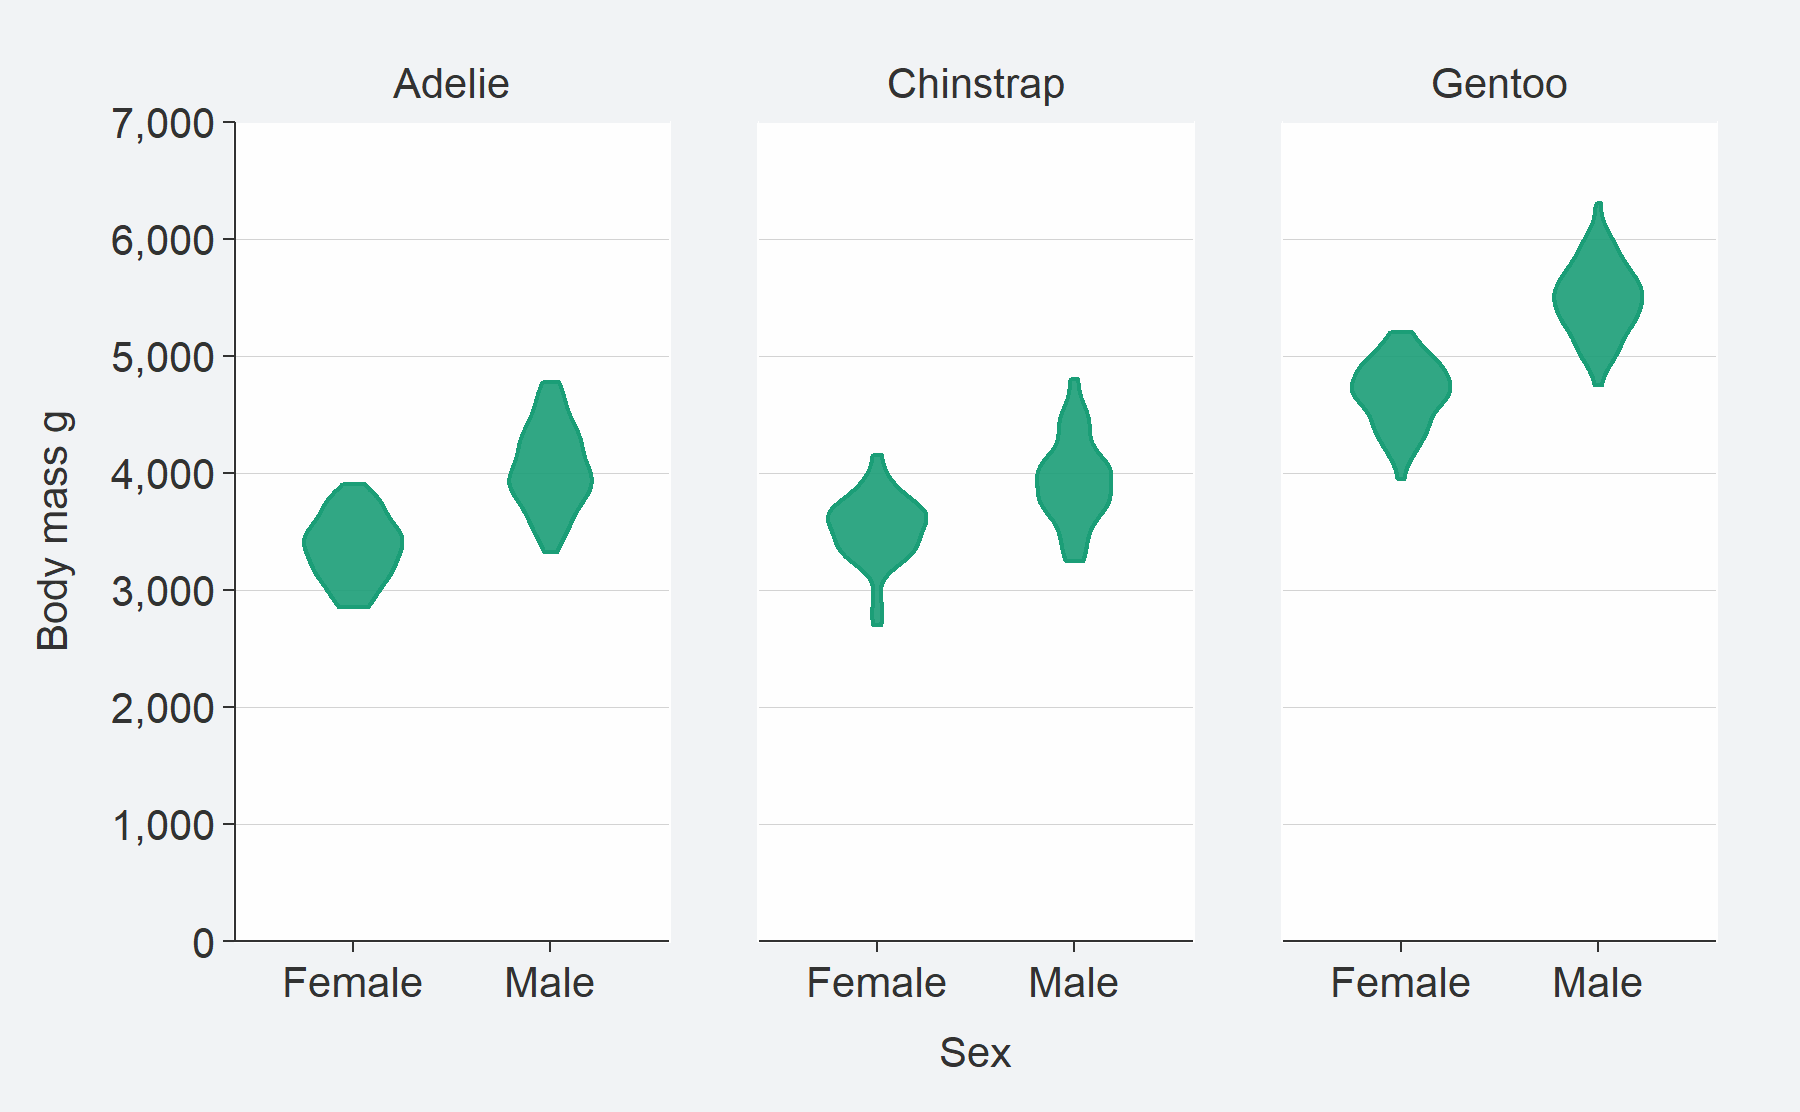 Adelie Chinstrap Gentoo
7,000
6,000
5,000
4,000
3,000
2,000
1,000
0
Body mass g
Female Male Female Male Female Male
Sex